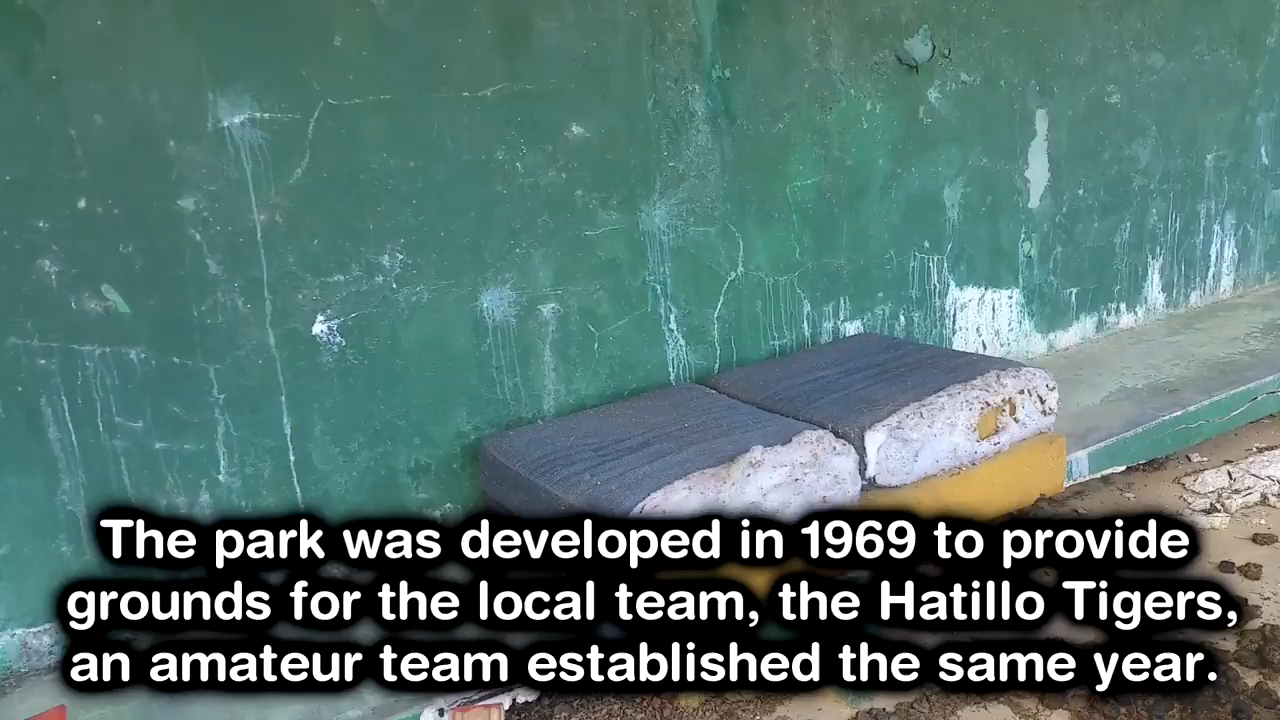 The park was developed in 1969 to provide
grounds for the local team, the Hatillo Tigers,
an amateur team established the same year.